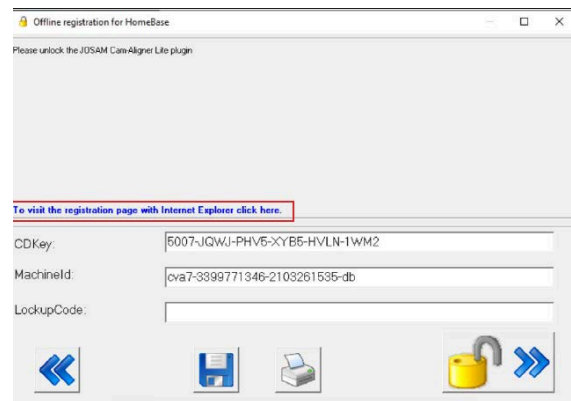 Offline registration for HomeBase
Please unlock the JOSAM Cam-Aligner Lite plugin
To visit the registration page with Internet Explorer click here.
CDKey: 5007-JQWJ-PHV5-XYB5-HVLN-1WM2
MachineId: cva7-3399771346-2103261535-db
LockupCode: